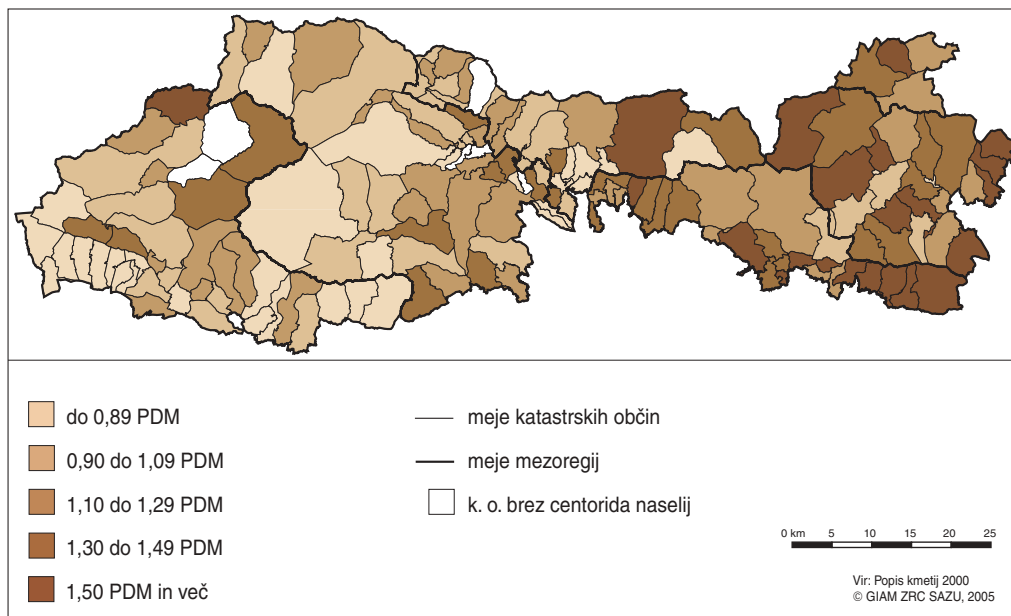 do 0,89 PDM
0,90 do 1,09 PDM
1,10 do 1,29 PDM
1,30 do 1,49 PDM
1,50 PDM in več
meje katastrskih občin
meje mezoregij
k. o. brez centorida naselij
0 km 5 10 15 20 25
Vir: Popis kmetij 2000
© GIAM ZRC SAZU, 2005